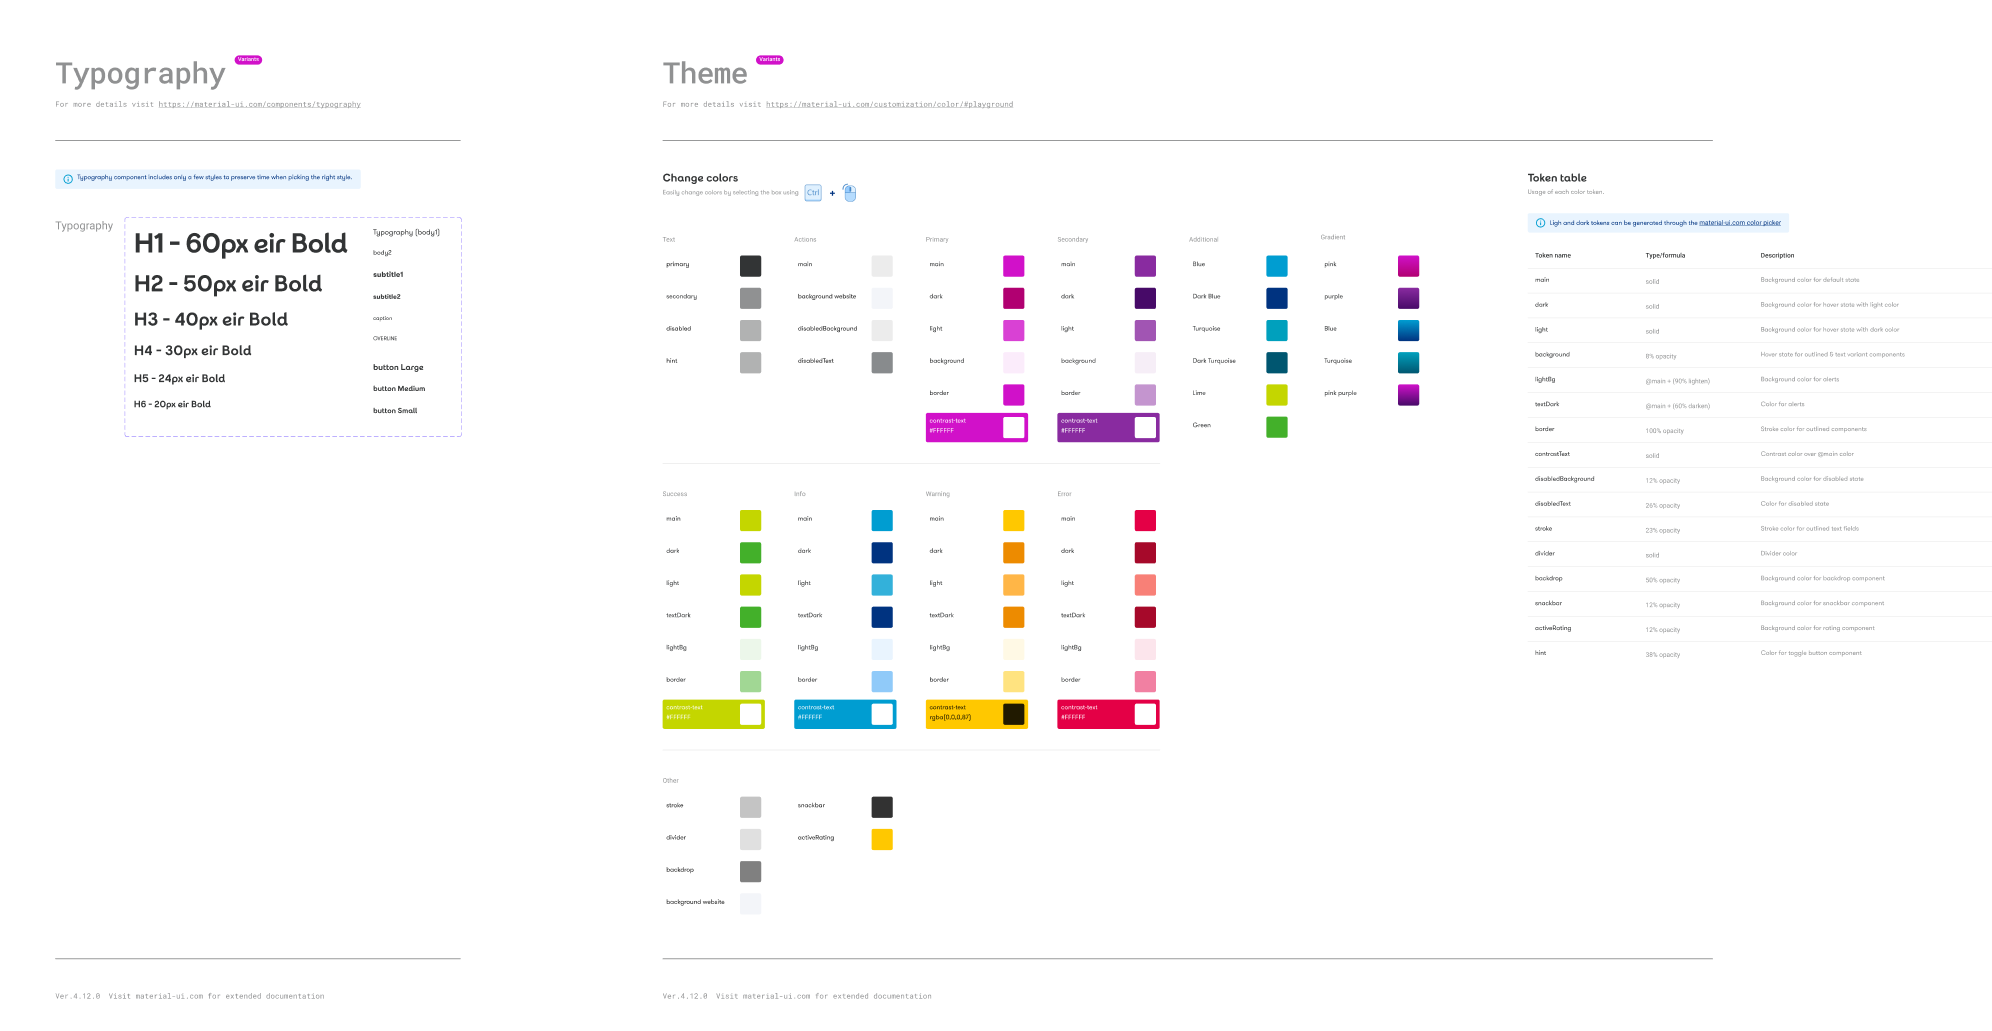 Typography
Variants
For more details visit https://material-ui.com/components/typography
Typography component includes only a few styles to preserve time when picking the right style.
Typography
H1 - 60px eir Bold
H2 - 50px eir Bold
H3 - 40px eir Bold
H4 - 30px eir Bold
H5 - 24px eir Bold
H6 - 20px eir Bold
Typography (body1)
body2
subtitle1
subtitle2
caption
OVERLINE
button Large
button Medium
button Small
Ver.4.12.0 Visit material-ui.com for extended documentation
Theme
Variants
For more details visit https://material-ui.com/customization/color/#playground
Change colors
Easily change colors by selecting the box using
Ctrl
+
Text
primary
secondary
disabled
hint
Actions
main
background website
disabledBackground
disabledText
Primary
main
dark
light
background
border
contrast-text
#FFFFFF
Secondary
main
dark
light
background
border
contrast-text
#FFFFFF
Additional
Blue
Dark Blue
Turquoise
Dark Turquoise
Lime
Green
Gradient
pink
purple
Blue
Turquoise
pink purple
Success
main
dark
light
textDark
lightBg
border
contrast-text
#FFFFFF
Info
main
dark
light
textDark
lightBg
border
contrast-text
#FFFFFF
Warning
main
dark
light
textDark
lightBg
border
contrast-text
rgba(0,0,0,87)
Error
main
dark
light
textDark
lightBg
border
contrast-text
#FFFFFF
Other
stroke
divider
backdrop
background website
snackbar
activeRating
Token table
Usage of each color token.
Ligh and dark tokens can be generated through the material-ui.com color picker
Token name Type/formula Description
main solid Background color for default state
dark solid Background color for hover state with light color
light solid Background color for hover state with dark color
background 8% opacity Hover state for outlined & text variant components
lightBg @main + (90% lighten) Background color for alerts
textDark @main + (60% darken) Color for alerts
border 100% opacity Stroke color for outlined components
contrastText solid Contrast color over @main color
disabledBackground 12% opacity Background color for disabled state
disabledText 26% opacity Color for disabled state
stroke 23% opacity Stroke color for outlined text fields
divider solid Divider color
backdrop 50% opacity Background color for backdrop component
snackbar 12% opacity Background color for snackbar component
activeRating 12% opacity Background color for rating component
hint 38% opacity Color for toggle button component
Ver.4.12.0 Visit material-ui.com for extended documentation